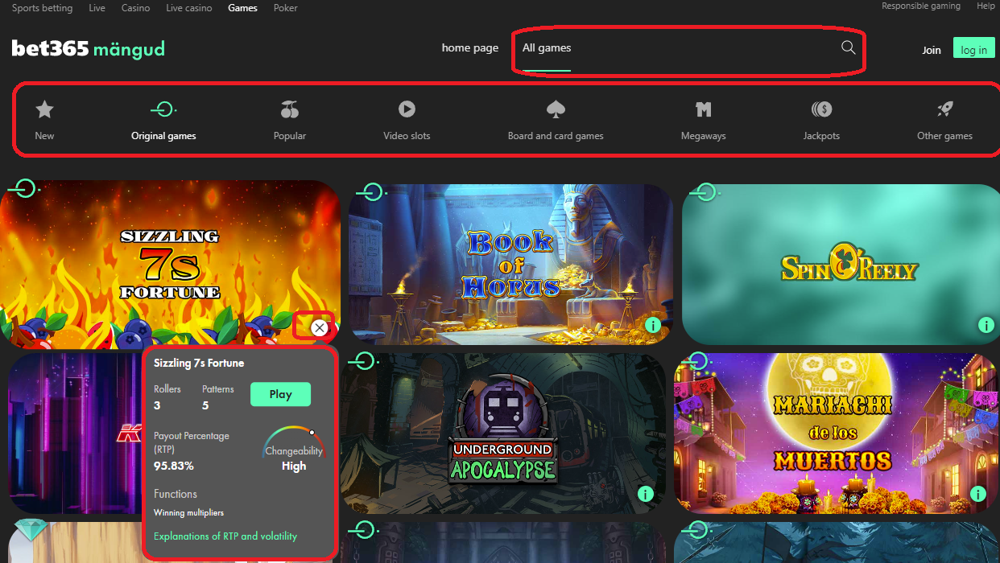 Sports betting Live Casino Live casino Games Poker Responsible gaming Help
bet365 mängud home page All games Join log in
New Original games Popular Video slots Board and card games Megaways Jackpots Other games
SIZZLING
7s
FORTUNE
Book
of
Horus
SPIN O'REELY
Sizzling 7s Fortune
Rollers Patterns Play
3 5
Payout Percentage
(RTP)
95.83%
Changeability
High
Functions
Winning multipliers
Explanations of RTP and volatility
UNDERGROUND
APOCALYPSE
MARIACHI
de los
MUERTOS